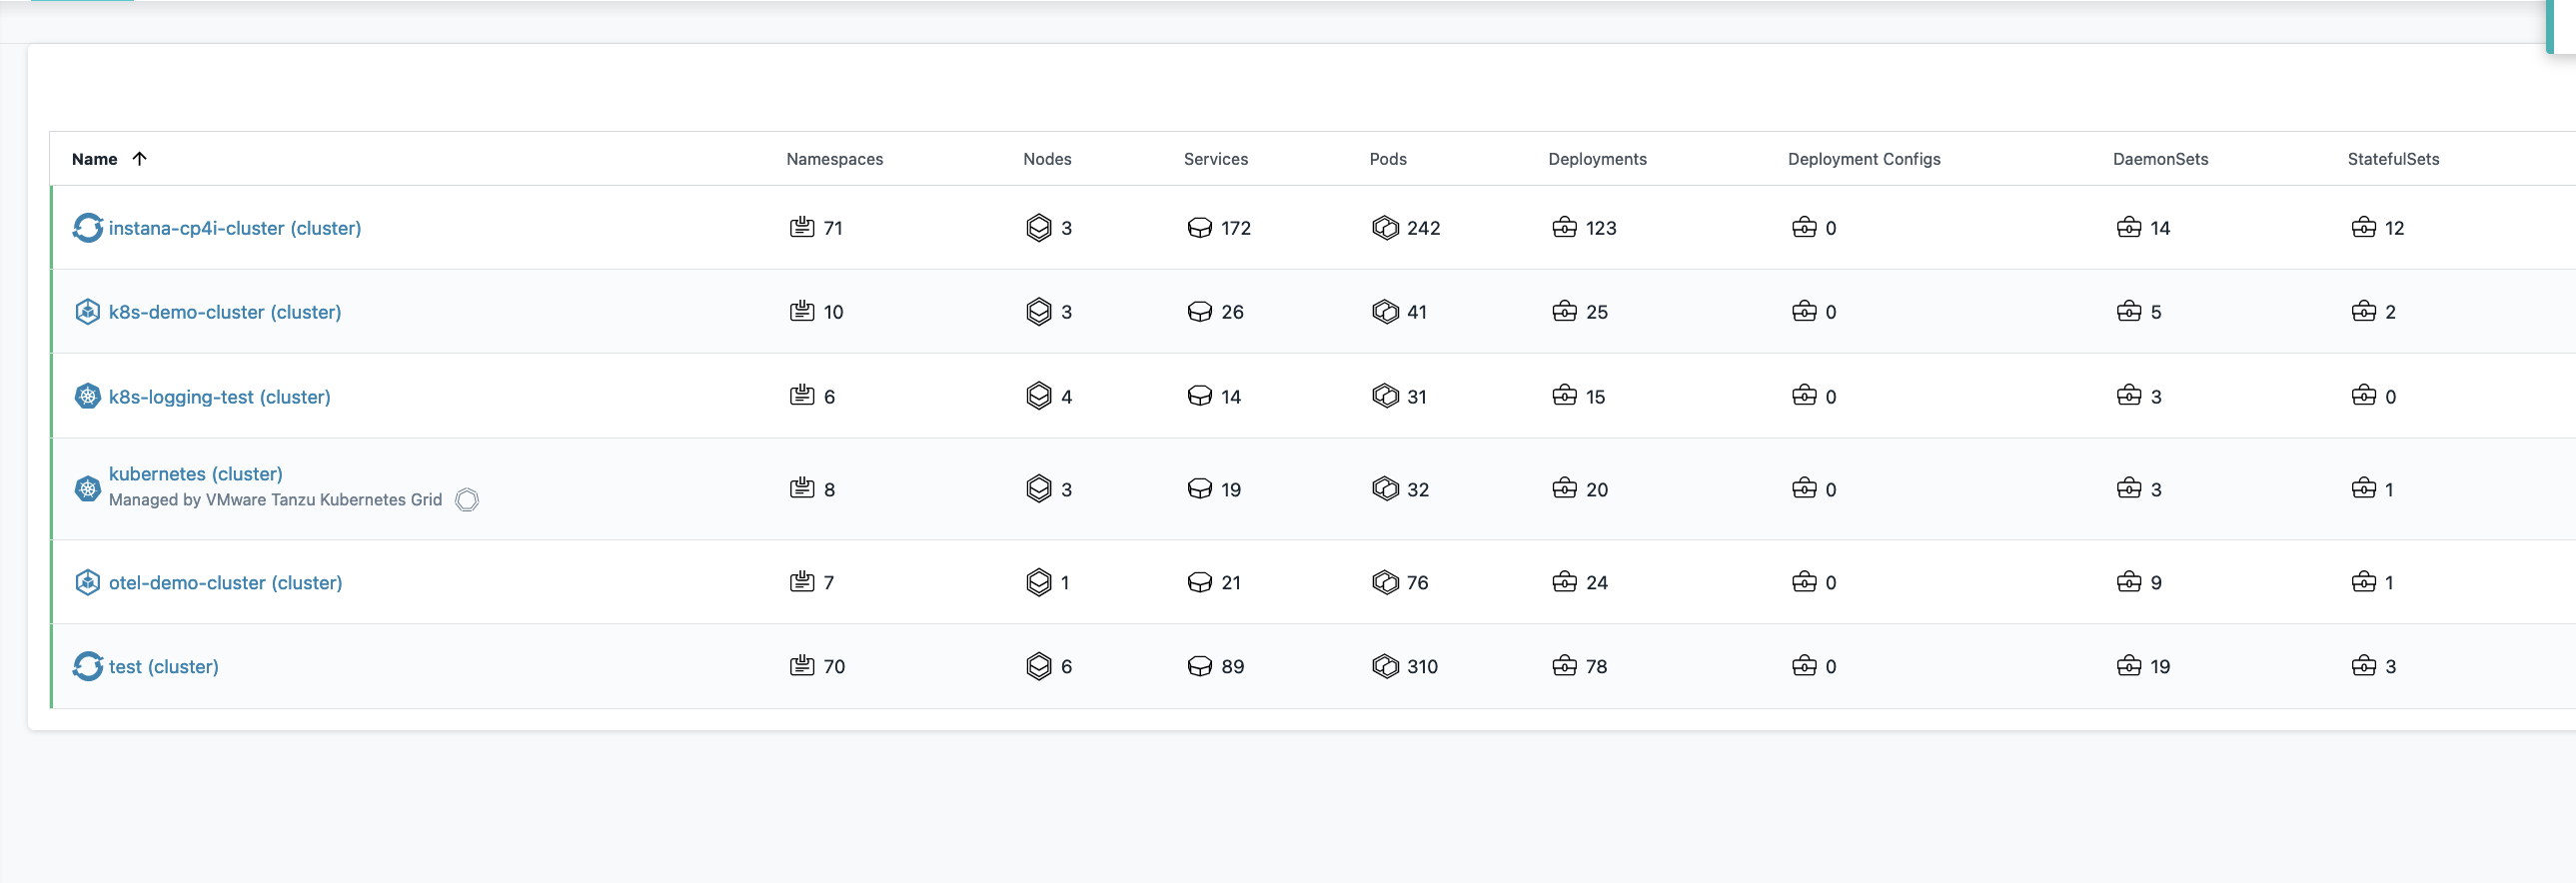 Name Namespaces Nodes Services Pods Deployments Deployment Configs DaemonSets StatefulSets
instana-cp4i-cluster (cluster) 71 3 172 242 123 0 14 12
k8s-demo-cluster (cluster) 10 3 26 41 25 0 5 2
k8s-logging-test (cluster) 6 4 14 31 15 0 3 0
kubernetes (cluster) 8 3 19 32 20 0 3 1
Managed by VMware Tanzu Kubernetes Grid
otel-demo-cluster (cluster) 7 1 21 76 24 0 9 1
test (cluster) 70 6 89 310 78 0 19 3